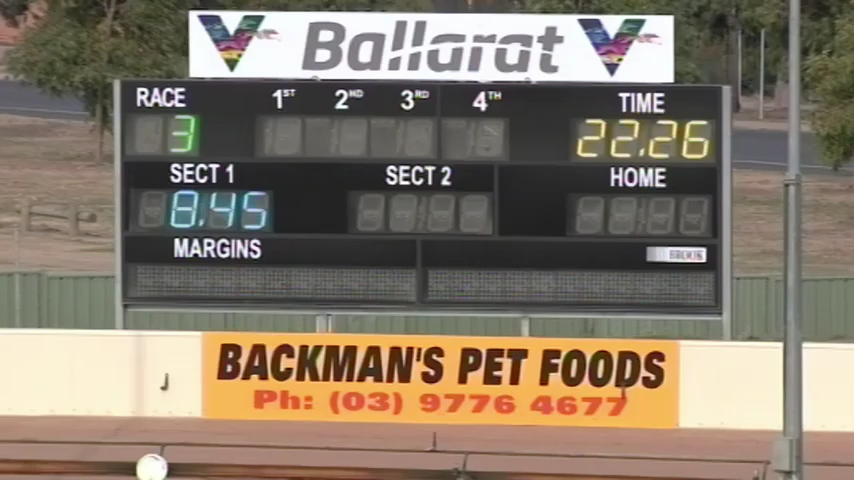 Ballarat
RACE 1ST 2ND 3RD 4TH TIME
3 22.26
SECT 1 SECT 2 HOME
8.45
MARGINS
BACKMAN'S PET FOODS
Ph: (03) 9776 4677